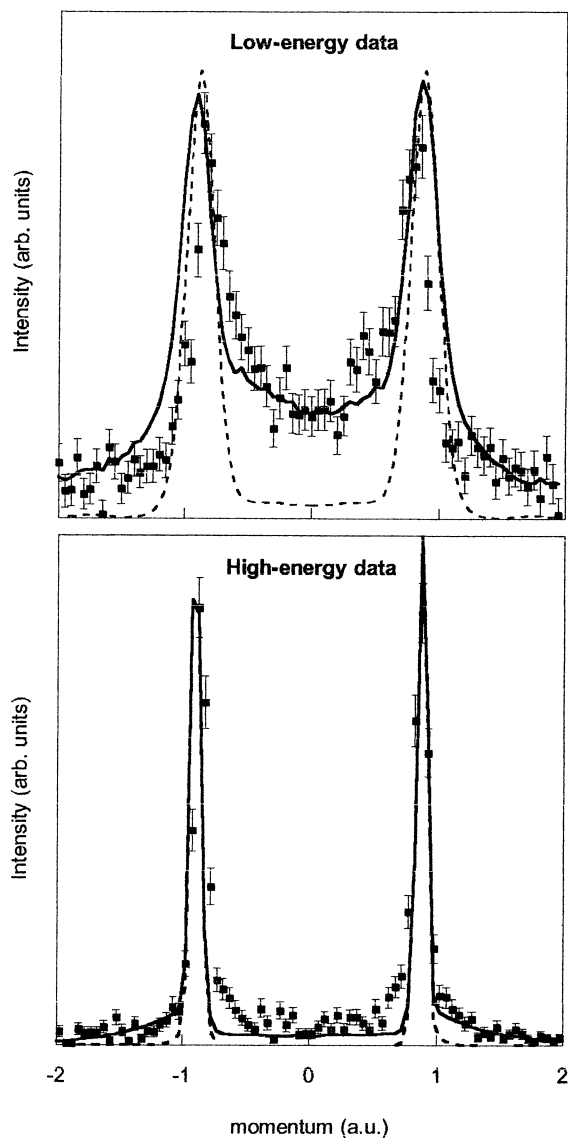 Low-energy data
Intensity (arb. units)
High-energy data
Intensity (arb. units)
-2 -1 0 1 2
momentum (a.u.)